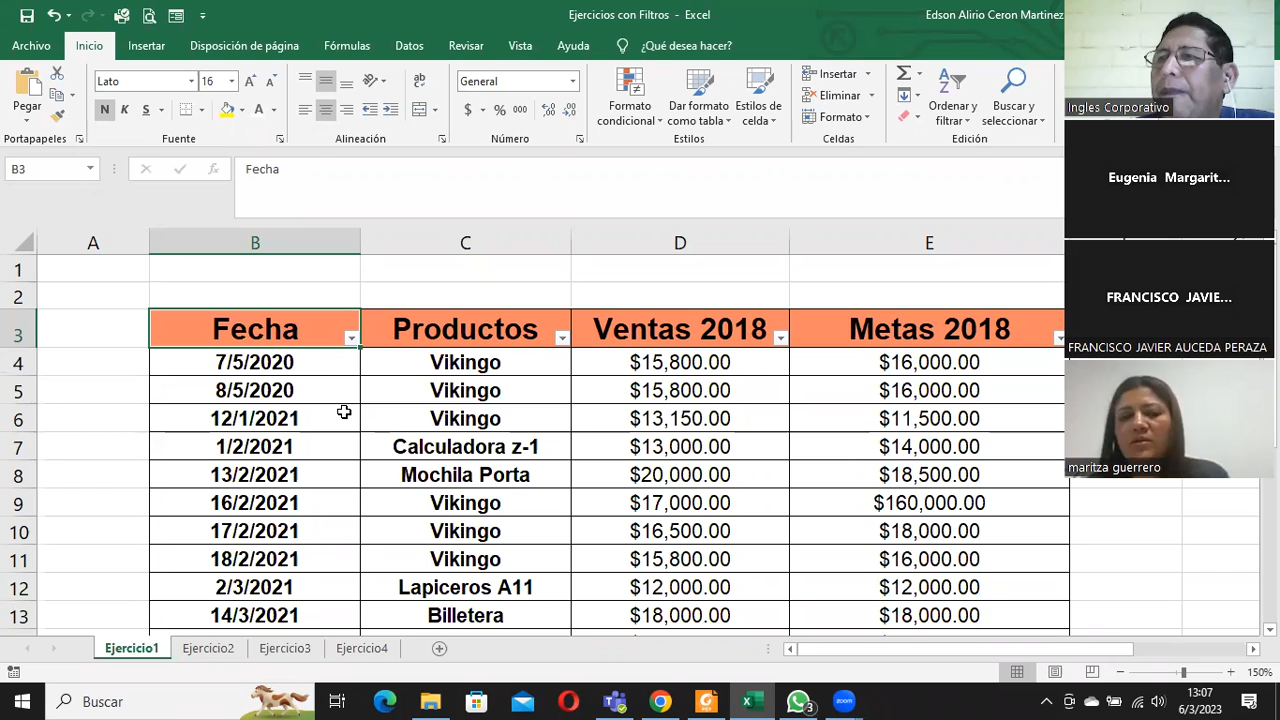 Ejercicios con Filtros - Excel
Edson Alirio Ceron Martinez
Archivo Inicio Insertar Disposición de página Fórmulas Datos Revisar Vista Ayuda ¿Qué desea hacer?
Pegar
Lato 16
N K S
General
$ % 000
Formato condicional
Dar formato como tabla
Estilos de celda
Insertar
Eliminar
Formato
Ordenar y filtrar
Buscar y seleccionar
Portapapeles Fuente Alineación Número Estilos Celdas Edición
B3 fx Fecha
A B C D E
1
2
3 Fecha Productos Ventas 2018 Metas 2018
4 7/5/2020 Vikingo $15,800.00 $16,000.00
5 8/5/2020 Vikingo $15,800.00 $16,000.00
6 12/1/2021 Vikingo $13,150.00 $11,500.00
7 1/2/2021 Calculadora z-1 $13,000.00 $14,000.00
8 13/2/2021 Mochila Porta $20,000.00 $18,500.00
9 16/2/2021 Vikingo $17,000.00 $160,000.00
10 17/2/2021 Vikingo $16,500.00 $18,000.00
11 18/2/2021 Vikingo $15,800.00 $16,000.00
12 2/3/2021 Lapiceros A11 $12,000.00 $12,000.00
13 14/3/2021 Billetera $18,000.00 $18,000.00
Ejercicio1 Ejercicio2 Ejercicio3 Ejercicio4
150%
Buscar
3
zoom
13:07
6/3/2023
Ingles Corporativo
Eugenia Margarit...
FRANCISCO JAVIE...
FRANCISCO JAVIER AUCEDA PERAZA
maritza guerrero